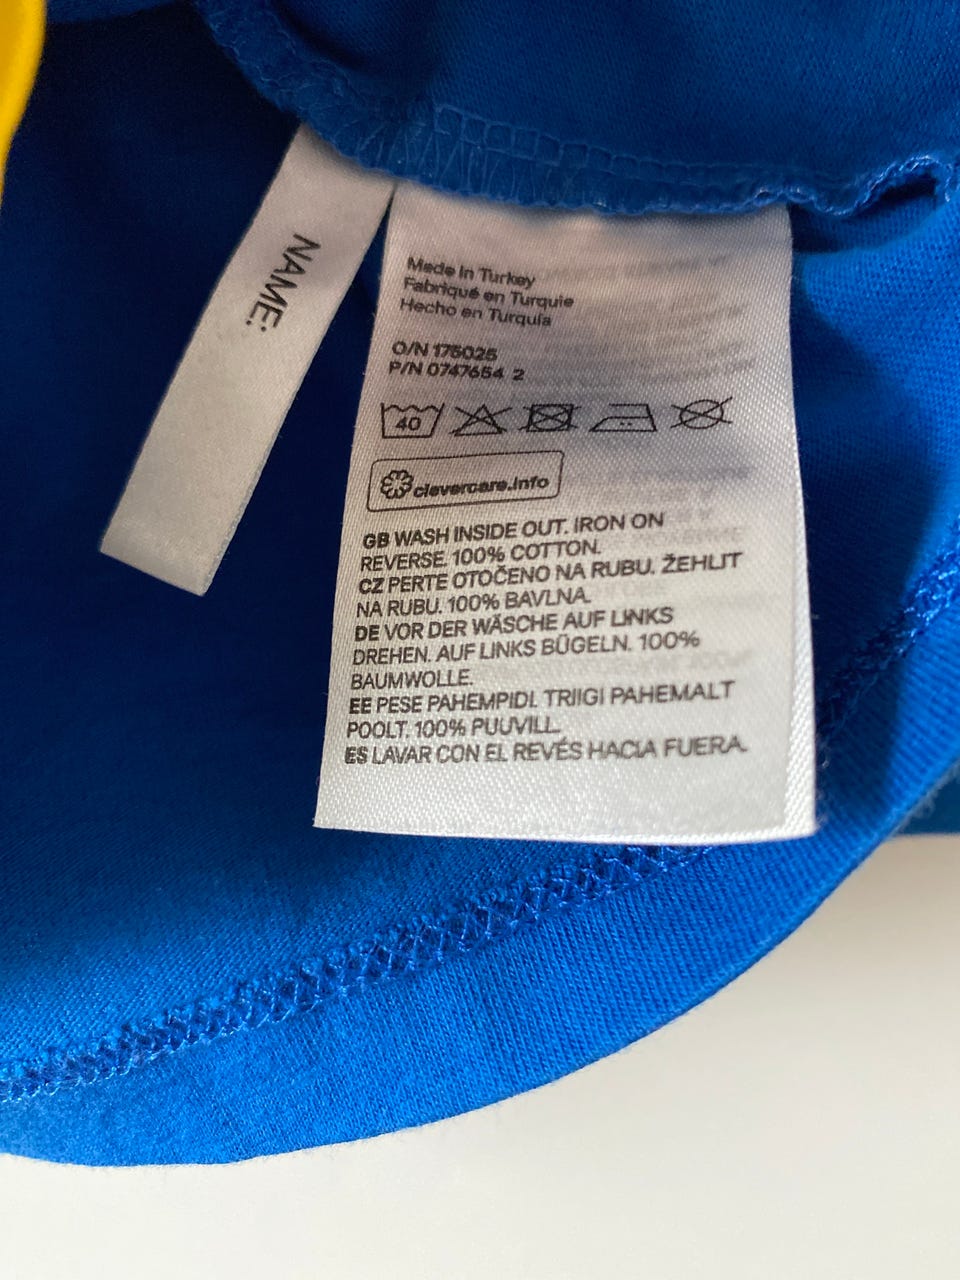 NAME:
Made in Turkey
Fabriqué en Turquie
Hecho en Turquía
O/N 175025
P/N 0747654 2
40
clevercare.info
GB WASH INSIDE OUT. IRON ON
REVERSE. 100% COTTON.
CZ PERTE OTOČENO NA RUBU. ŽEHLIT
NA RUBU. 100% BAVLNA.
DE VOR DER WÄSCHE AUF LINKS
DREHEN. AUF LINKS BÜGELN. 100%
BAUMWOLLE.
EE PESE PAHEMPIDI. TRIIGI PAHEMALT
POOLT. 100% PUUVILL.
ES LAVAR CON EL REVÉS HACIA FUERA.